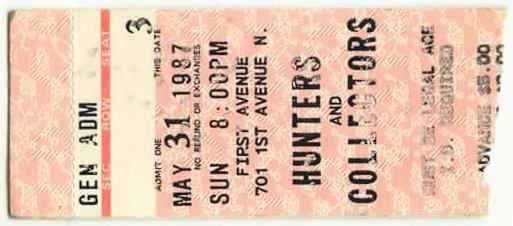 GEN ADM
SEC ROW SEAT
3
ADMIT ONE THIS DATE
MAY 31 1987
NO REFUND OR EXCHANGES
SUN 8:00PM
FIRST AVENUE
701 1ST AVENUE N.
HUNTERS
AND
COLLECTORS
MUST BE LEGAL AGE
I.D. REQUIRED
ADVANCE $5.00